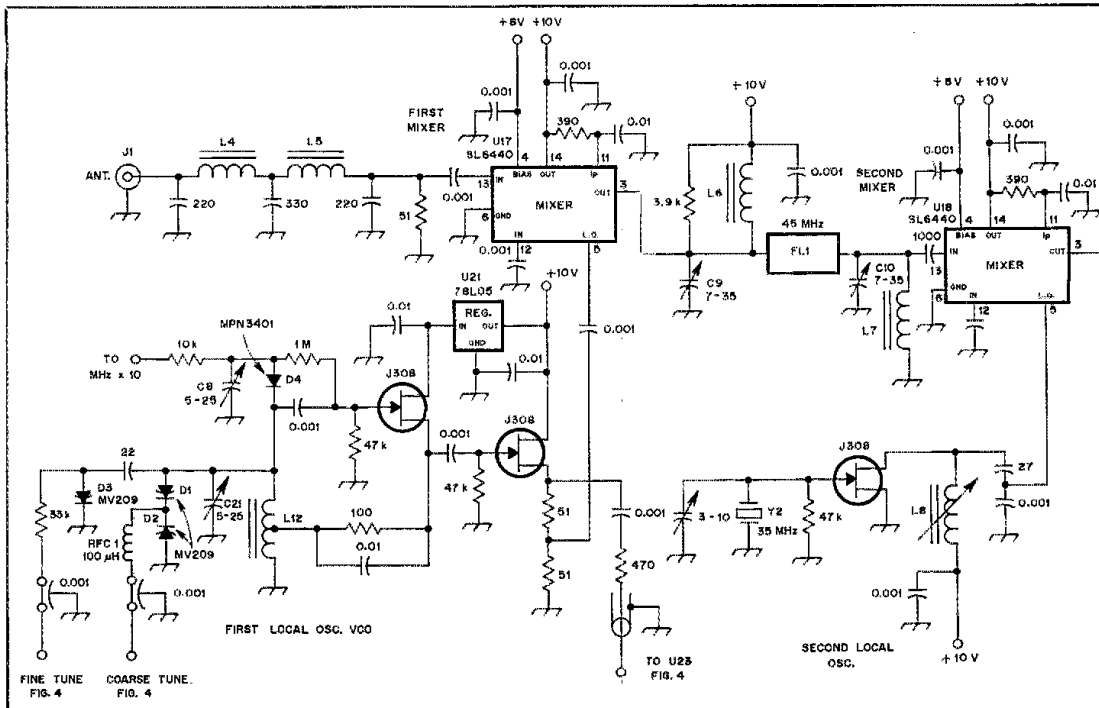 +8V
+10V
0.001
0.001
FIRST
MIXER
U17
SL6440
390
0.01
4
14
11
BIAS
OUT
Ip
OUT
3
13
IN
6
GND
MIXER
IN
L.O.
12
5
0.001
0.001
J1
ANT.
L4
L5
220
330
220
51
0.001
+10V
3.9k
L6
0.001
45 MHz
FL1
C9
7-35
C10
7-35
L7
1000
+8V
+10V
0.001
0.001
SECOND
MIXER
U18
SL6440
390
0.01
4
14
11
BIAS
OUT
Ip
OUT
3
13
IN
6
GND
MIXER
IN
L.O.
12
5
U21
78L05
+10V
IN
OUT
REG.
GND
0.01
0.01
MPN3401
TO
MHz x 10
10k
1M
C8
5-25
D4
0.001
47k
J308
0.001
47k
J308
22
D3
MV209
D1
D2
MV209
C21
5-25
33k
RFC 1
100 µH
L12
100
0.01
0.001
0.001
51
51
0.001
470
FIRST LOCAL OSC. VCO
FINE TUNE
FIG. 4
COARSE TUNE
FIG. 4
TO U23
FIG. 4
3-10
Y2
35 MHz
47k
J308
L8
27
0.001
0.001
+10V
SECOND LOCAL
OSC.